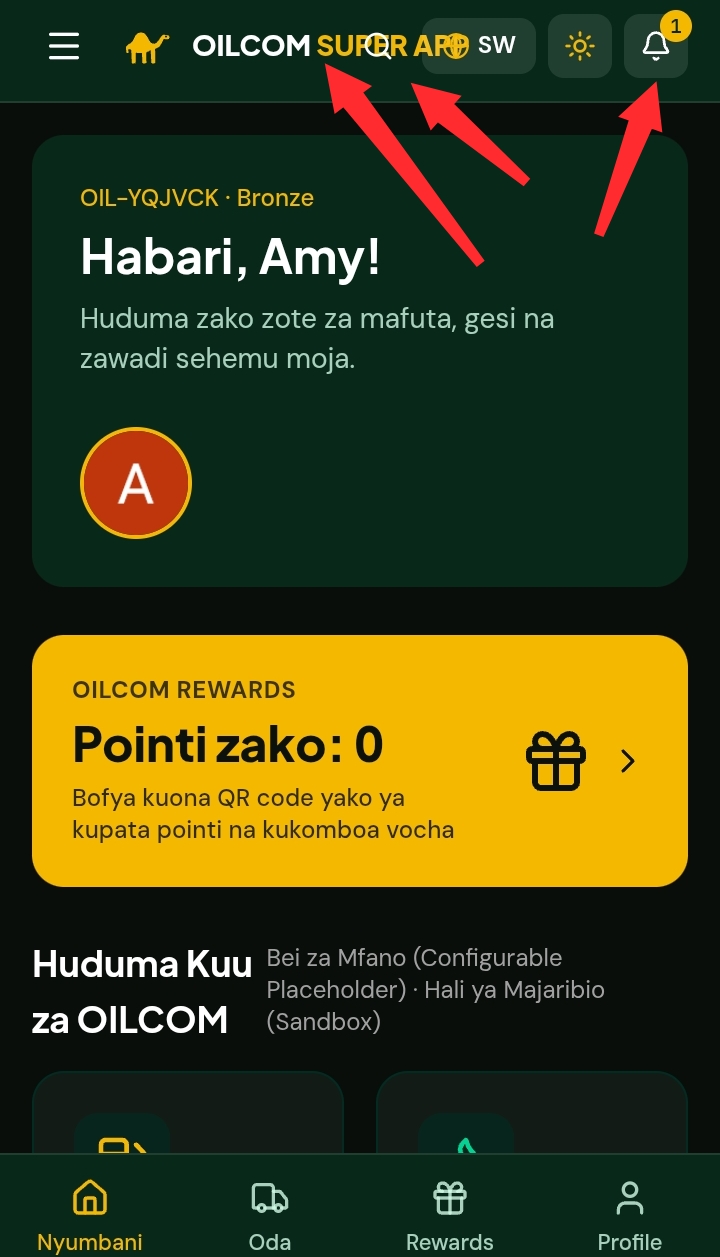 OILCOM SUPER APP SW 1
OIL-YQJVCK · Bronze
Habari, Amy!
Huduma zako zote za mafuta, gesi na
zawadi sehemu moja.
A
OILCOM REWARDS
Pointi zako: 0
Bofya kuona QR code yako ya
kupata pointi na kukomboa vocha
Huduma Kuu
za OILCOM
Bei za Mfano (Configurable
Placeholder) · Hali ya Majaribio
(Sandbox)
Nyumbani Oda Rewards Profile